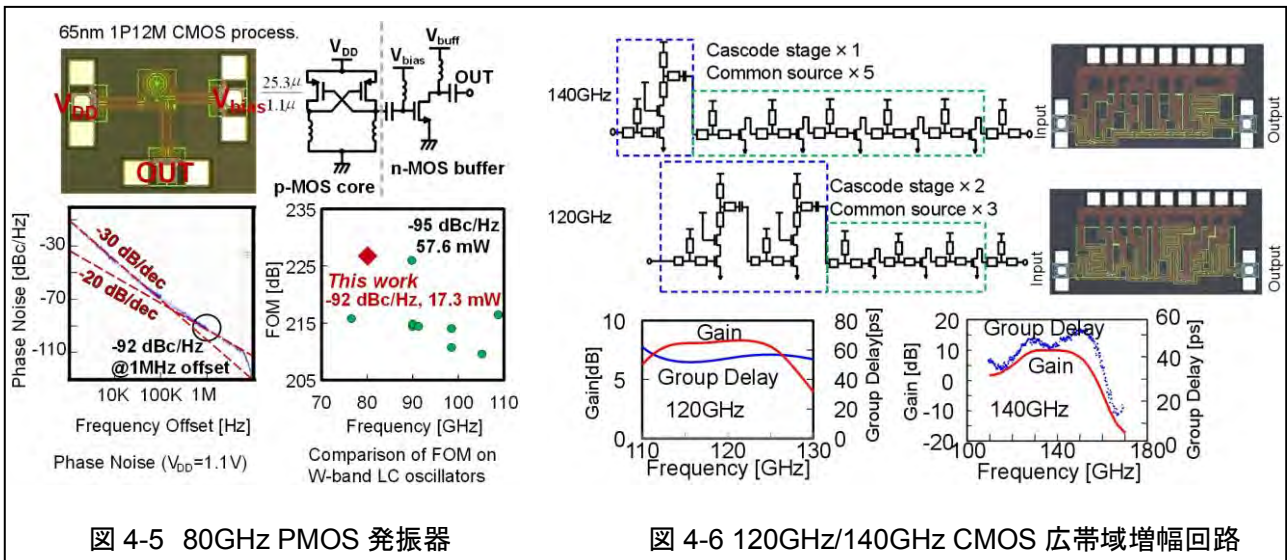 65nm 1P12M CMOS process.
V_DD
V_bias
OUT
V_DD
V_bias
V_buff
OUT
25.3μ
1.1μ
p-MOS core
n-MOS buffer
Phase Noise [dBc/Hz]
-30
-70
-110
-30 dB/dec
-20 dB/dec
-92 dBc/Hz
@1MHz offset
10K 100K 1M
Frequency Offset [Hz]
Phase Noise (V_DD=1.1V)
FOM [dB]
235
225
215
205
-95 dBc/Hz
57.6 mW
This work
-92 dBc/Hz, 17.3 mW
70 80 90 100 110
Frequency [GHz]
Comparison of FOM on
W-band LC oscillators
図 4-5 80GHz PMOS 発振器
140GHz
Cascode stage × 1
Common source × 5
Input
Output
120GHz
Cascode stage × 2
Common source × 3
Input
Output
Gain[dB]
10
5
0
Gain
Group Delay
120GHz
80
60
40
20
0
Group Delay[ps]
110 120 130
Frequency [GHz]
Gain [dB]
20
10
0
-10
-20
Group Delay
Gain
140GHz
60
40
20
0
Group Delay [ps]
100 140 180
Frequency [GHz]
図 4-6 120GHz/140GHz CMOS 広帯域増幅回路